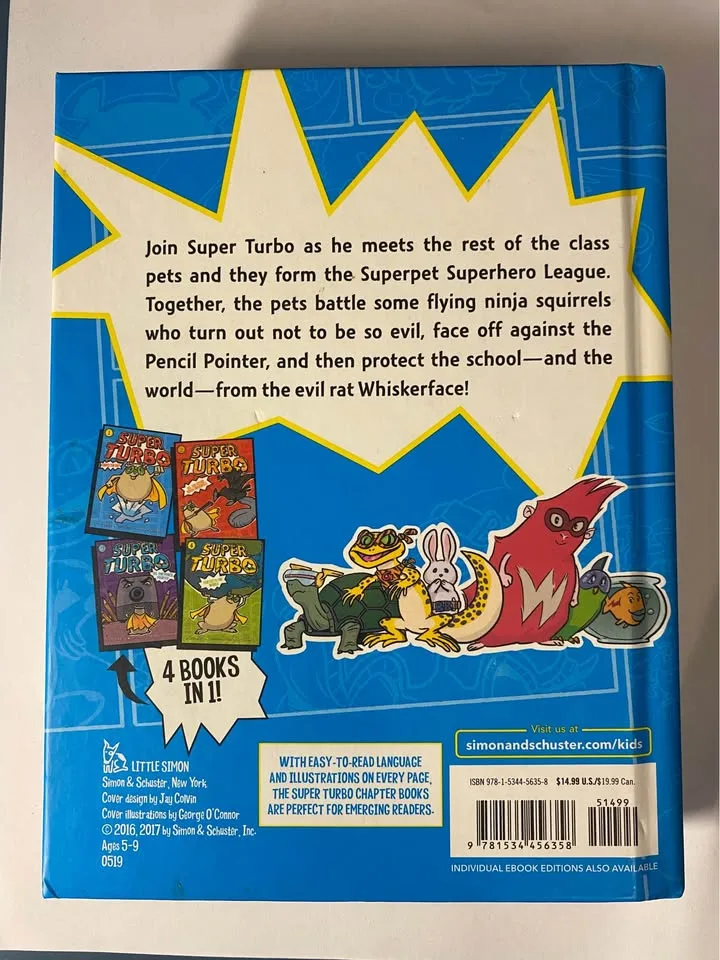 Join Super Turbo as he meets the rest of the class
pets and they form the Superpet Superhero League.
Together, the pets battle some flying ninja squirrels
who turn out not to be so evil, face off against the
Pencil Pointer, and then protect the school—and the
world—from the evil rat Whiskerface!
1
SUPER
TURBO
SUPER
TURBO
SUPER
TURBO
4
SUPER
TURBO
W
4 BOOKS
IN 1!
LITTLE SIMON
Simon & Schuster, New York
Cover design by Jay Colvin
Cover illustrations by George O'Connor
© 2016, 2017 by Simon & Schuster, Inc.
Ages 5-9
0519
WITH EASY-TO-READ LANGUAGE
AND ILLUSTRATIONS ON EVERY PAGE,
THE SUPER TURBO CHAPTER BOOKS
ARE PERFECT FOR EMERGING READERS.
Visit us at
simonandschuster.com/kids
ISBN 978-1-5344-5635-8 $14.99 U.S./$19.99 Can.
51499
9 781534 456358
INDIVIDUAL EBOOK EDITIONS ALSO AVAILABLE